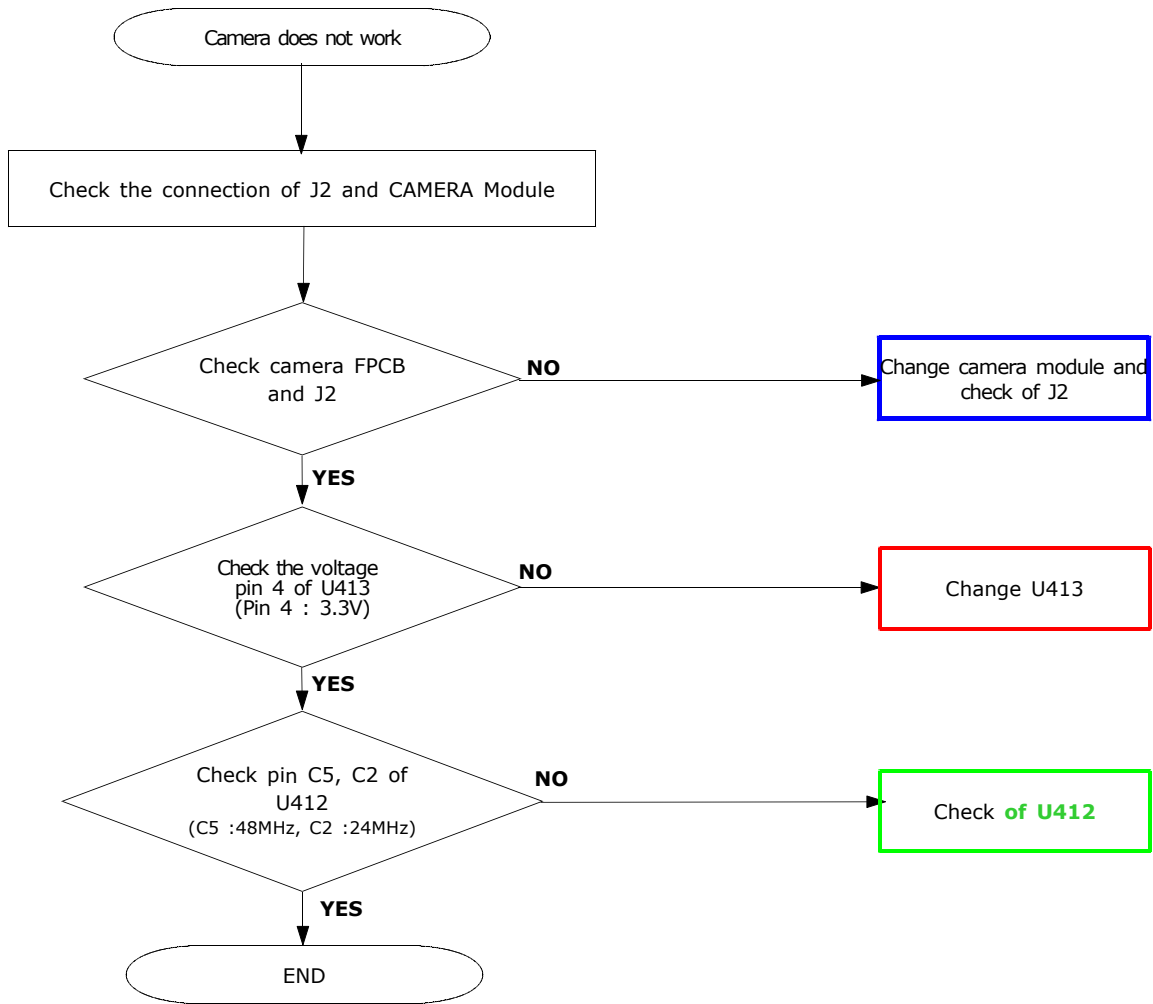 Camera does not work
Check the connection of J2 and CAMERA Module
Check camera FPCB
and J2
NO
Change camera module and
check of J2
YES
Check the voltage
pin 4 of U413
(Pin 4 : 3.3V)
NO
Change U413
YES
Check pin C5, C2 of
U412
(C5 :48MHz, C2 :24MHz)
NO
Check of U412
YES
END